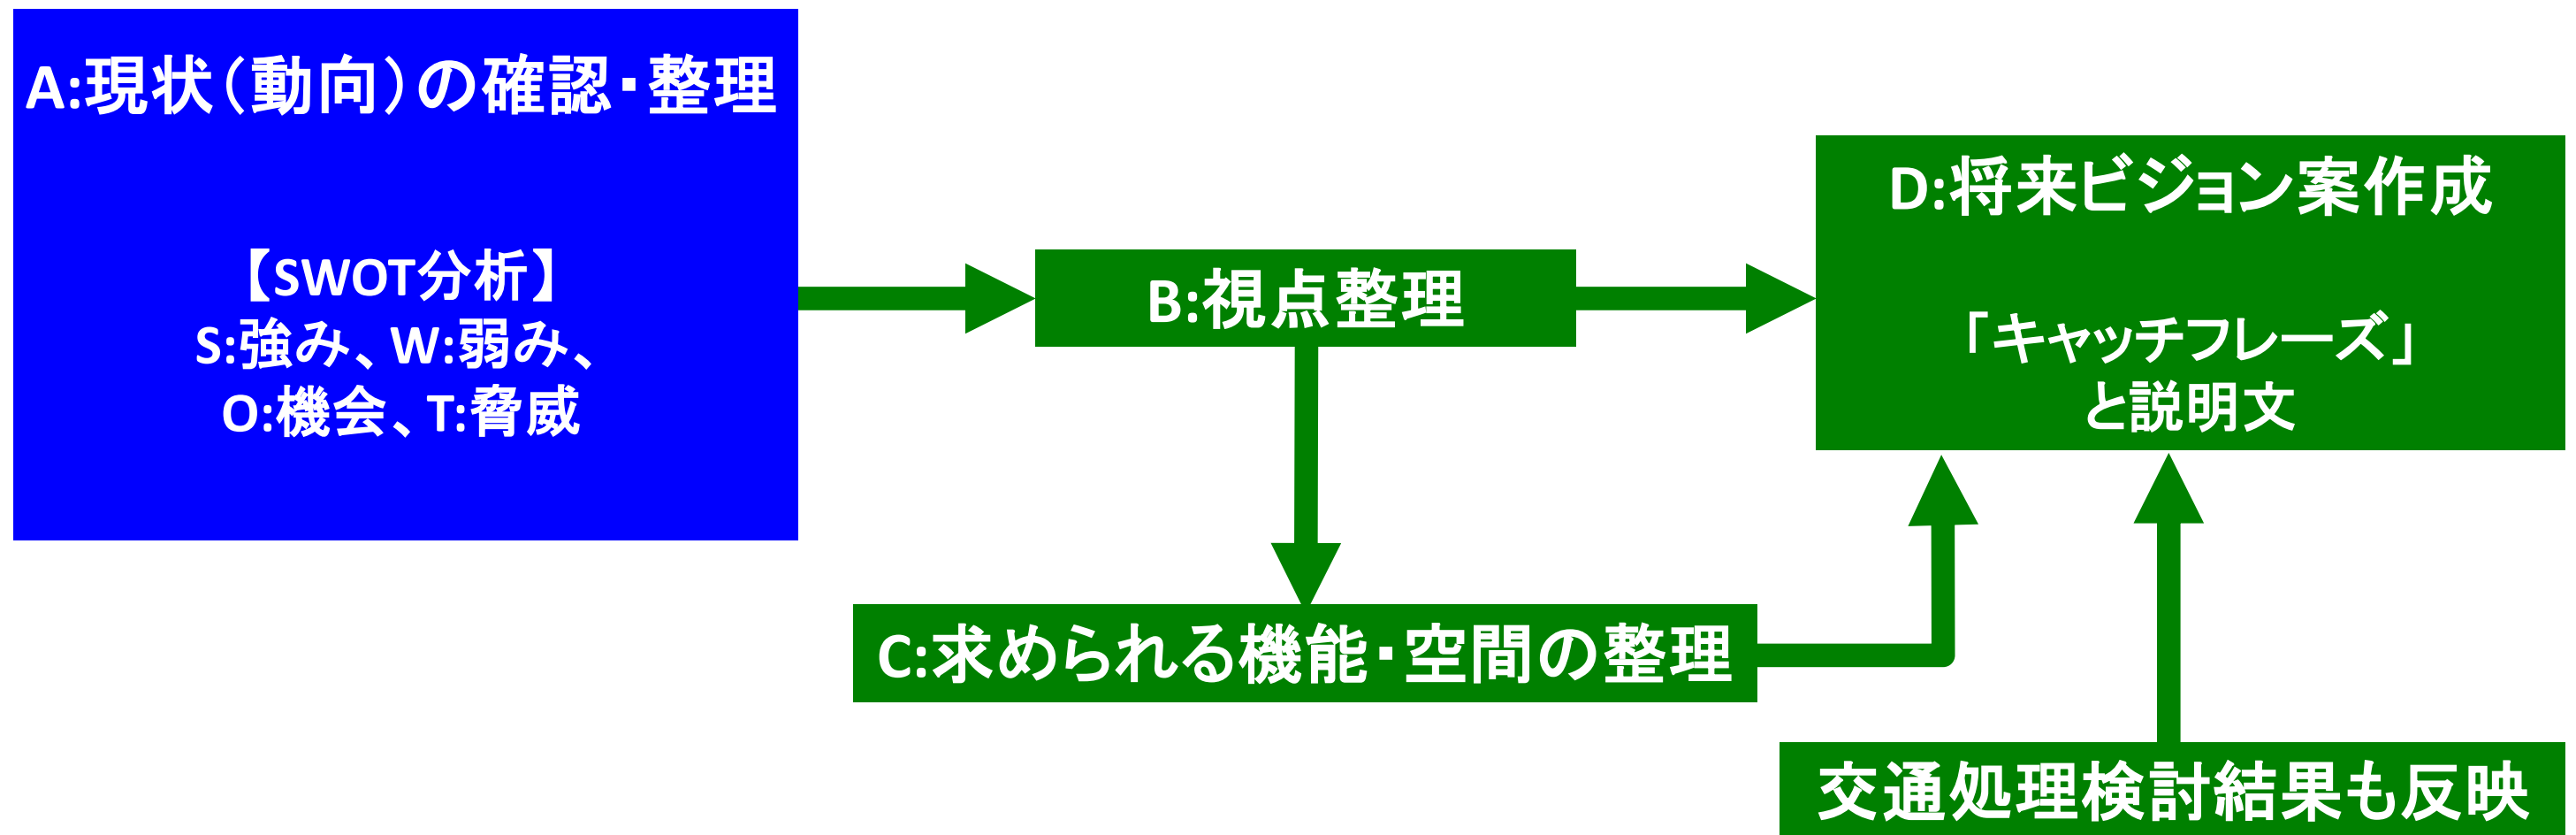 A:現状(動向)の確認・整理
【SWOT分析】
S:強み、W:弱み、
O:機会、T:脅威
B:視点整理
C:求められる機能・空間の整理
D:将来ビジョン案作成
「キャッチフレーズ」
と説明文
交通処理検討結果も反映